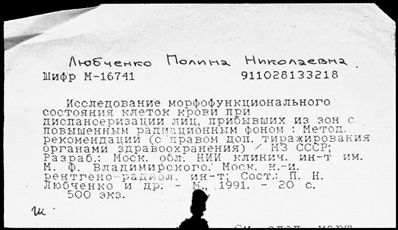 Любченко Полина Николаевна.
Шифр М-16741 911028133218
Исследование морфофункционального
состояния клеток крови при
диспансеризации лиц, прибывших из зон с
повышенным радиационным фоном : Метод.
рекомендации (с правом доп. тиражирования
органами здравоохранения) / МЗ СССР;
Разраб.: Моск. обл. НИИ клинич. ин-т им.
М. Ф. Владимирского. Моск. н.-и.
рентгено-радиол. ин-т; Сост.: П. Н.
Любченко и др. - М., 1991. - 20 с.
500 экз.